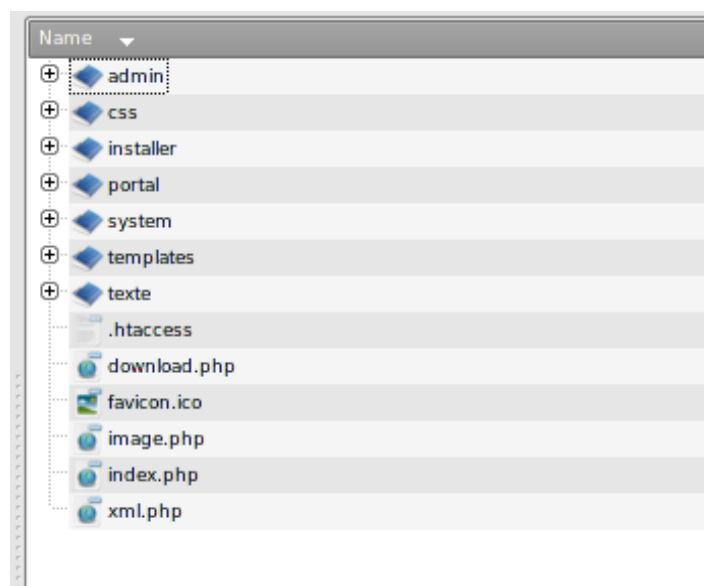 Name
admin
css
installer
portal
system
templates
texte
.htaccess
download.php
favicon.ico
image.php
index.php
xml.php